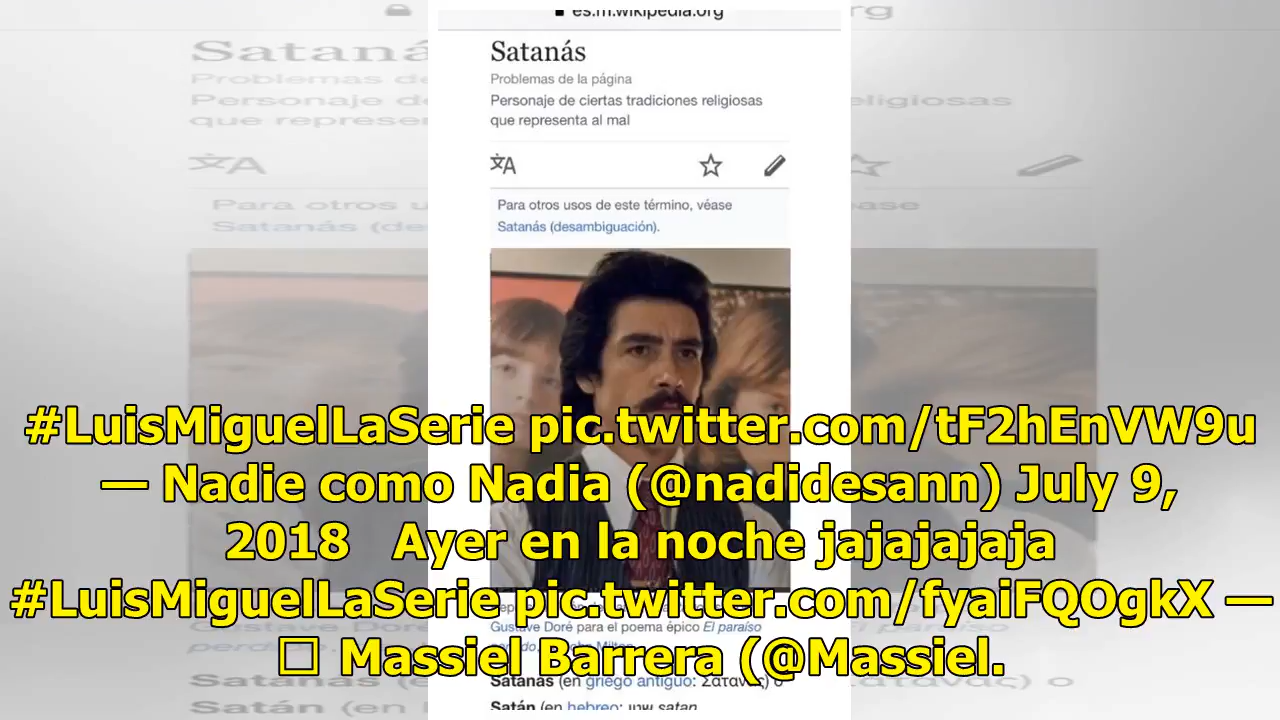 es.m.wikipedia.org
Satanás
Problemas de la página
Personaje de ciertas tradiciones religiosas
que representa al mal
Para otros usos de este término, véase
Satanás (desambiguación).
#LuisMiguelLaSerie pic.twitter.com/tF2hEnVW9u
— Nadie como Nadia (@nadidesann) July 9,
2018 Ayer en la noche jajajajaja
#LuisMiguelLaSerie pic.twitter.com/fyaiFQOgkX —
□ Massiel Barrera (@Massiel.
Gustave Doré para el poema épico El paraíso
Satanás (en griego antiguo: Σατανάς) o
Satán (en hebreo: שטן satan